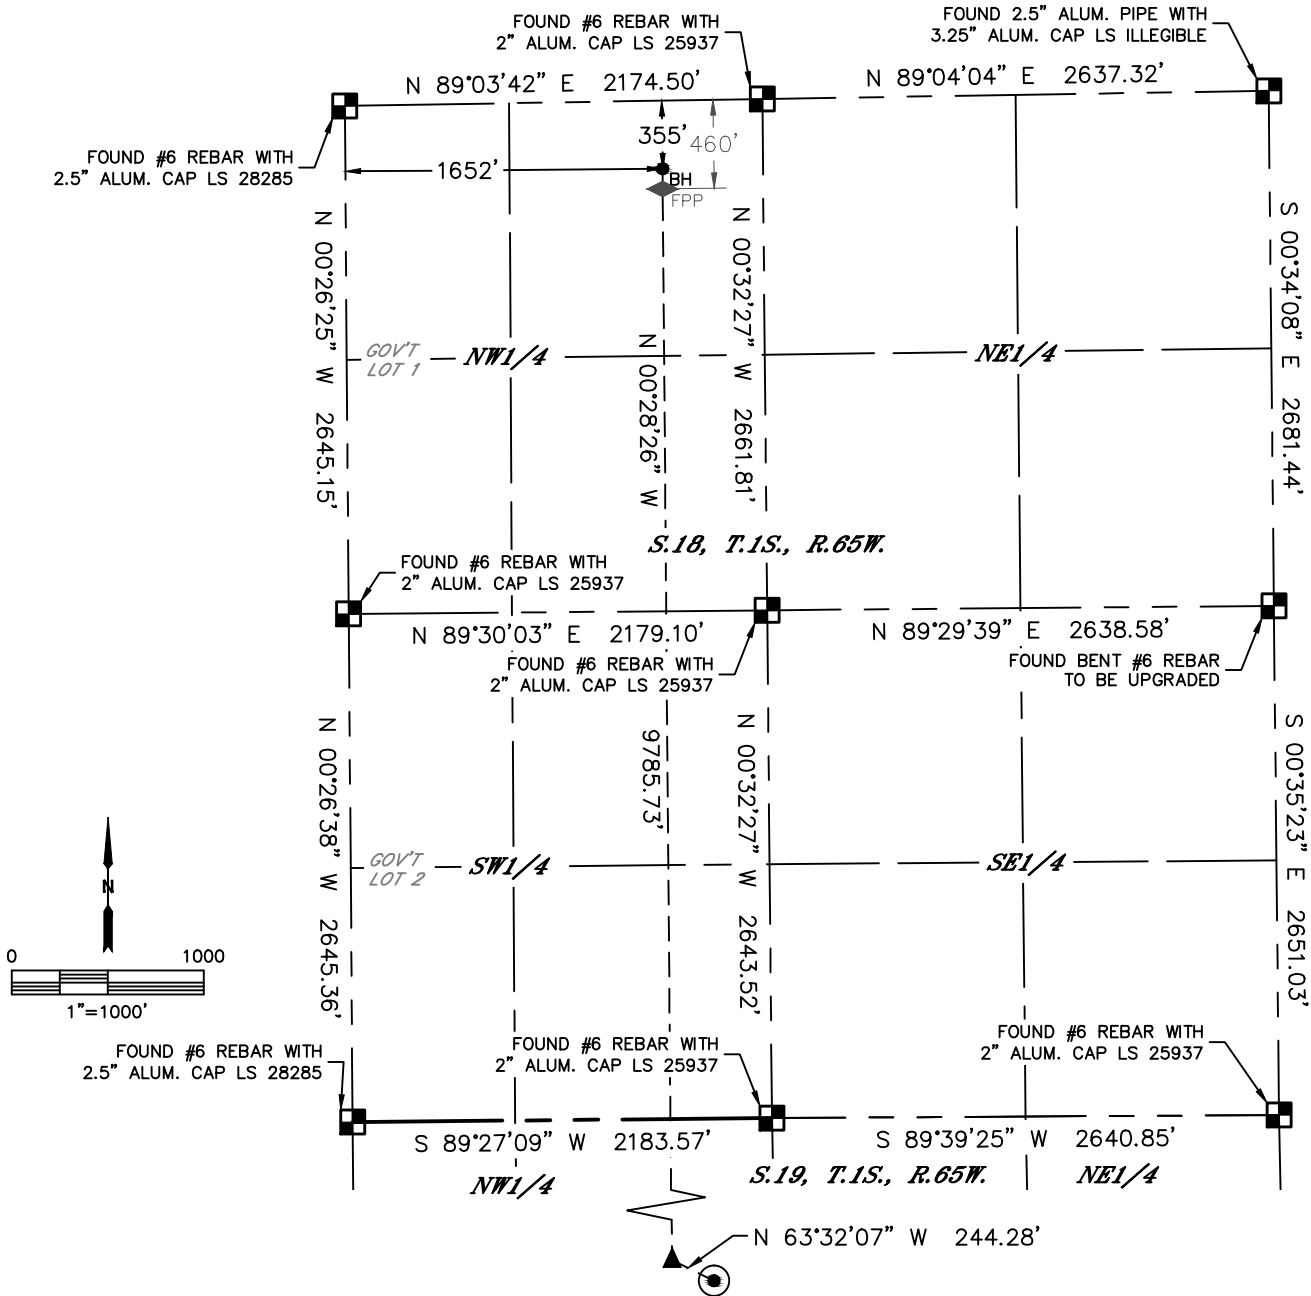 FOUND #6 REBAR WITH
2" ALUM. CAP LS 25937
FOUND 2.5" ALUM. PIPE WITH
3.25" ALUM. CAP LS ILLEGIBLE
N 89°03'42" E 2174.50'
N 89°04'04" E 2637.32'
FOUND #6 REBAR WITH
2.5" ALUM. CAP LS 28285
355'
460'
1652'
BH
FPP
N 00°26'25" W 2645.15'
N 00°28'26" W
N 00°32'27" W 2661.81'
S 00°34'08" E 2681.44'
GOV'T
LOT 1
NW1/4
NE1/4
S.18, T.1S., R.65W.
FOUND #6 REBAR WITH
2" ALUM. CAP LS 25937
N 89°30'03" E 2179.10'
N 89°29'39" E 2638.58'
FOUND #6 REBAR WITH
2" ALUM. CAP LS 25937
FOUND BENT #6 REBAR
TO BE UPGRADED
N 00°26'38" W 2645.36'
9785.73'
N 00°32'27" W 2643.52'
S 00°35'23" E 2651.03'
GOV'T
LOT 2
SW1/4
SE1/4
N
0 1000
1"=1000'
FOUND #6 REBAR WITH
2.5" ALUM. CAP LS 28285
FOUND #6 REBAR WITH
2" ALUM. CAP LS 25937
FOUND #6 REBAR WITH
2" ALUM. CAP LS 25937
S 89°27'09" W 2183.57'
S 89°39'25" W 2640.85'
NW1/4
S.19, T.1S., R.65W.
NE1/4
N 63°32'07" W 244.28'